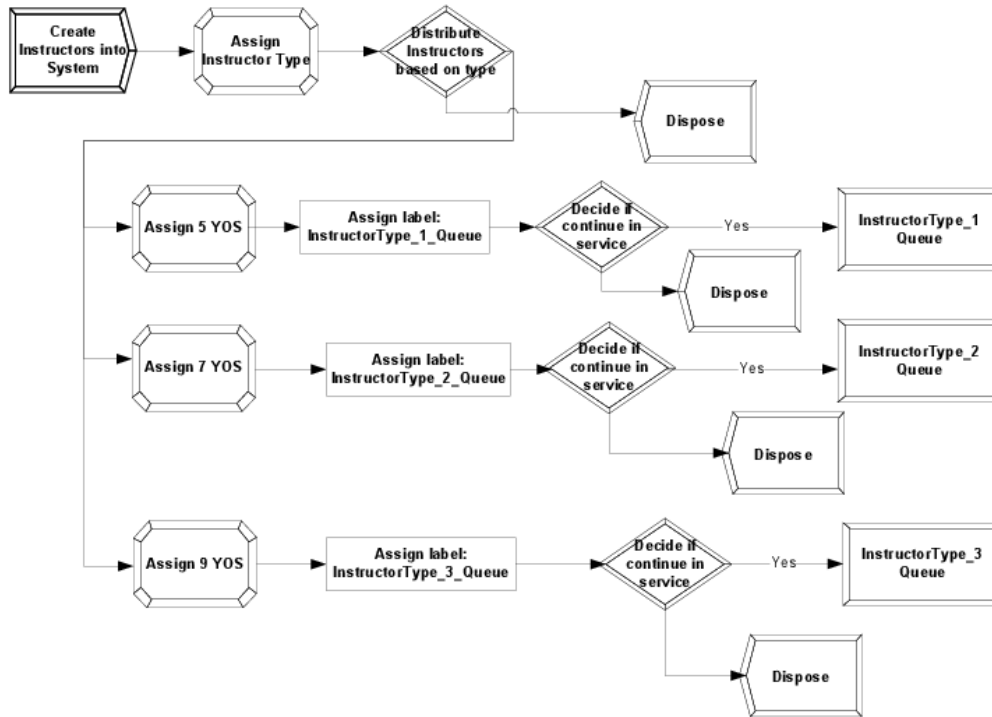 Create
Instructors into
System
Assign
Instructor Type
Distribute
Instructors
based on type
Dispose
Assign 5 YOS
Assign label:
InstructorType_1_Queue
Decide if
continue in
service
Yes
InstructorType_1
Queue
Dispose
Assign 7 YOS
Assign label:
InstructorType_2_Queue
Decide if
continue in
service
Yes
InstructorType_2
Queue
Dispose
Assign 9 YOS
Assign label:
InstructorType_3_Queue
Decide if
continue in
service
Yes
InstructorType_3
Queue
Dispose